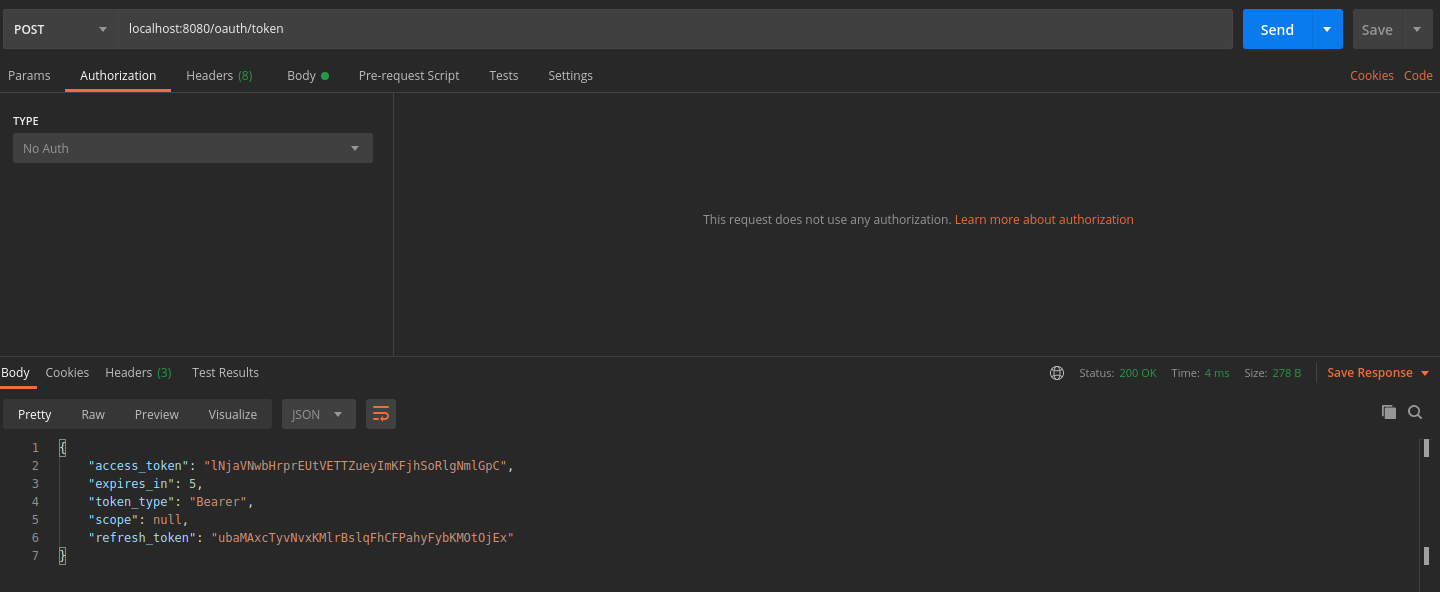 POST localhost:8080/oauth/token Send Save
Params Authorization Headers (8) Body Pre-request Script Tests Settings Cookies Code
TYPE
No Auth
This request does not use any authorization. Learn more about authorization
Body Cookies Headers (3) Test Results Status: 200 OK Time: 4 ms Size: 278 B Save Response
Pretty Raw Preview Visualize JSON
1 {
2 "access_token": "lNjaVNwbHrprEUtVETTZueyImKFjhSoRlgNmlGpC",
3 "expires_in": 5,
4 "token_type": "Bearer",
5 "scope": null,
6 "refresh_token": "ubaMAxcTyvNvxKMlrBslqFhCFPahyFybKMOtOjEx"
7 }